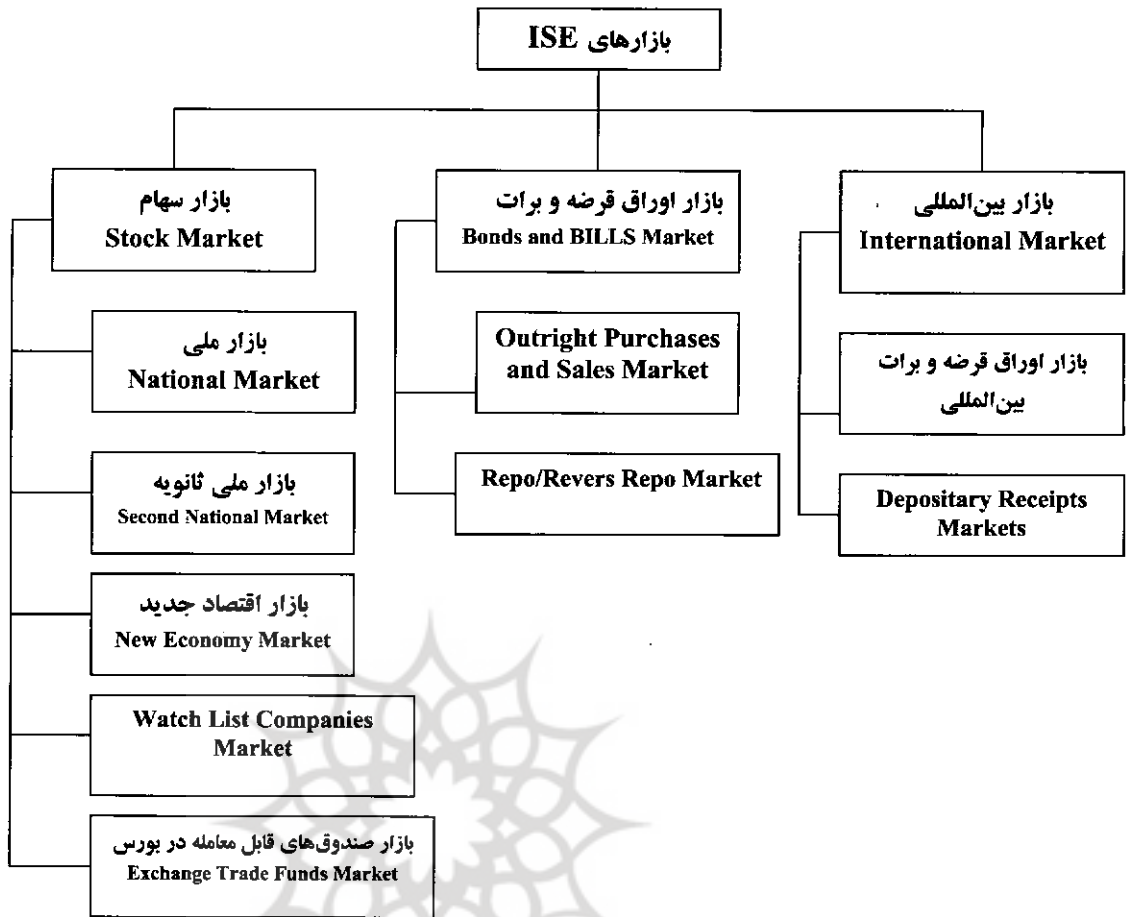 بازارهای ISE
بازار سهام
Stock Market
بازار ملی
National Market
بازار ملی ثانویه
Second National Market
بازار اقتصاد جدید
New Economy Market
Watch List Companies
Market
بازار صندوق‌های قابل معامله در بورس
Exchange Trade Funds Market
بازار اوراق قرضه و برات
Bonds and BILLS Market
Outright Purchases
and Sales Market
Repo/Revers Repo Market
بازار بین‌المللی
International Market
بازار اوراق قرضه و برات
بین‌المللی
Depositary Receipts
Markets